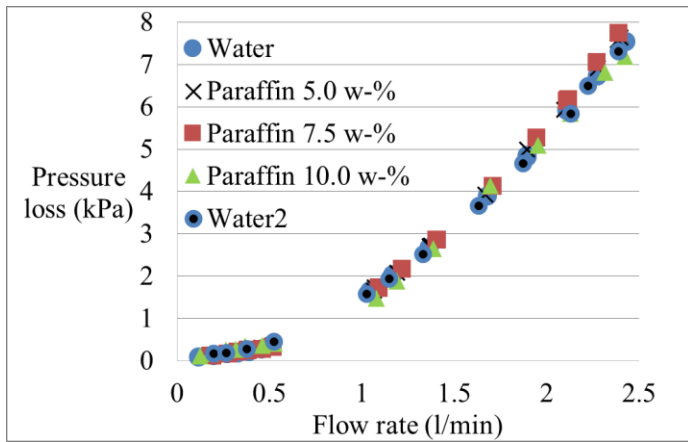 8
7
6
5
4
3
2
1
0
Pressure
loss (kPa)
Water
Paraffin 5.0 w-%
Paraffin 7.5 w-%
Paraffin 10.0 w-%
Water2
0 0.5 1 1.5 2 2.5
Flow rate (l/min)